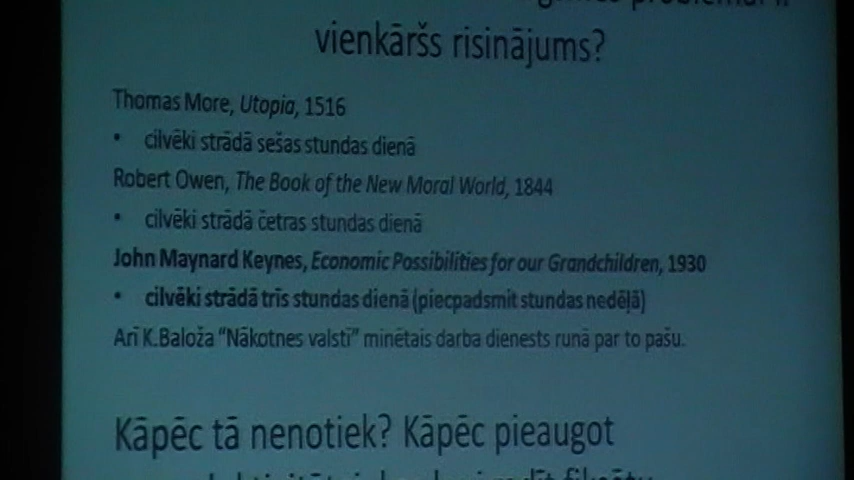 vienkāršs risinājums?
Thomas More, Utopia, 1516
• cilvēki strādā sešas stundas dienā
Robert Owen, The Book of the New Moral World, 1844
• cilvēki strādā četras stundas dienā
John Maynard Keynes, Economic Possibilities for our Grandchildren, 1930
• cilvēki strādā trīs stundas dienā (piecpadsmit stundas nedēļā)
Arī K.Baloža “Nākotnes valstī” minētais darba dienests runā par to pašu.
Kāpēc tā nenotiek? Kāpēc pieaugot